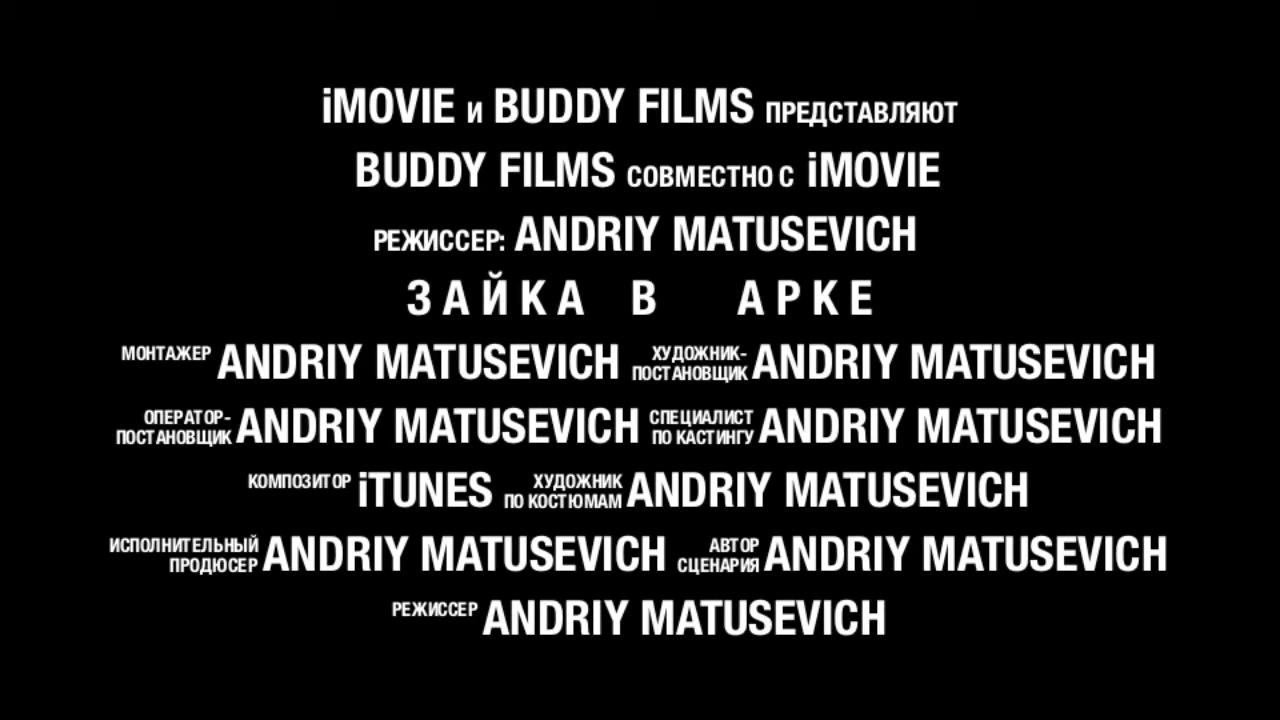 iMOVIE и BUDDY FILMS ПРЕДСТАВЛЯЮТ
BUDDY FILMS СОВМЕСТНО С iMOVIE
РЕЖИССЕР: ANDRIY MATUSEVICH
ЗАЙКА В АРКЕ
МОНТАЖЕР ANDRIY MATUSEVICH ХУДОЖНИК-ПОСТАНОВЩИК ANDRIY MATUSEVICH
ОПЕРАТОР-ПОСТАНОВЩИК ANDRIY MATUSEVICH СПЕЦИАЛИСТ ПО КАСТИНГУ ANDRIY MATUSEVICH
КОМПОЗИТОР iTUNES ХУДОЖНИК ПО КОСТЮМАМ ANDRIY MATUSEVICH
ИСПОЛНИТЕЛЬНЫЙ ПРОДЮСЕР ANDRIY MATUSEVICH АВТОР СЦЕНАРИЯ ANDRIY MATUSEVICH
РЕЖИССЕР ANDRIY MATUSEVICH